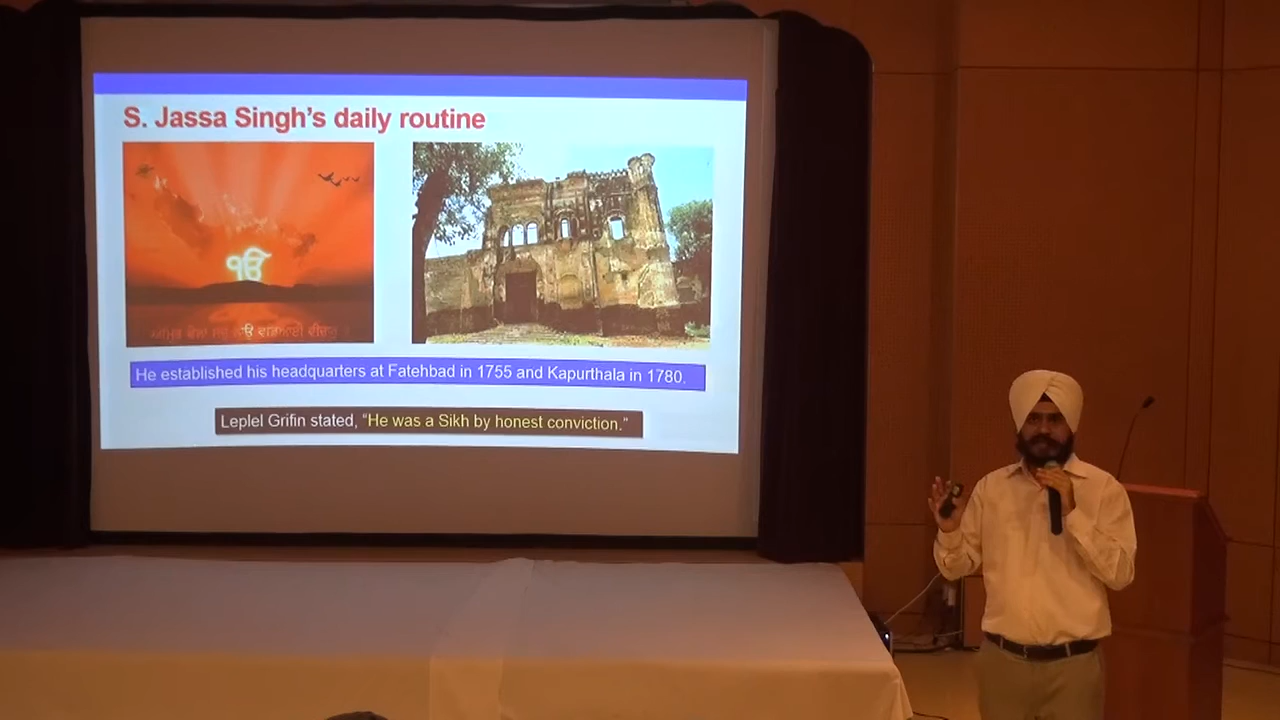 S. Jassa Singh's daily routine
ੴ
He established his headquarters at Fatehbad in 1755 and Kapurthala in 1780.
Leplel Grifin stated, "He was a Sikh by honest conviction."